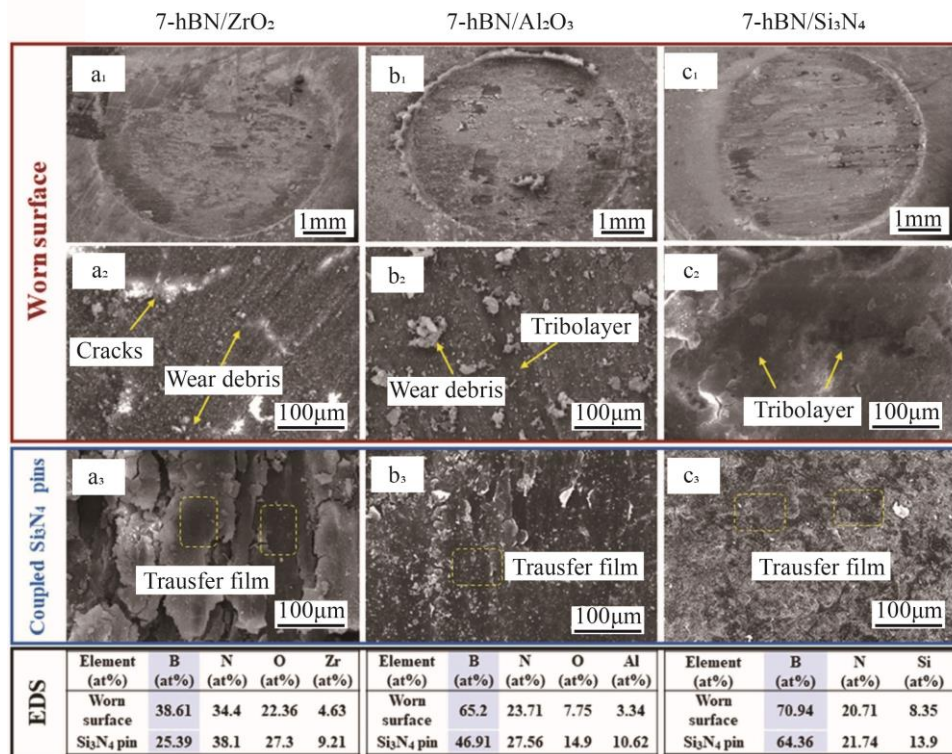 7-hBN/ZrO₂ 7-hBN/Al₂O₃ 7-hBN/Si₃N₄
Worn surface
a₁ b₁ c₁
1mm 1mm 1mm
a₂ b₂ c₂
Cracks
Wear debris
100μm
Tribolayer
Wear debris
100μm
Tribolayer
100μm
Coupled Si₃N₄ pins
a₃ b₃ c₃
Trausfer film Trausfer film Trausfer film
100μm 100μm 100μm
EDS
Element (at%) B (at%) N (at%) O (at%) Zr (at%)
Worn surface 38.61 34.4 22.36 4.63
Si₃N₄ pin 25.39 38.1 27.3 9.21
Element (at%) B (at%) N (at%) O (at%) Al (at%)
Worn surface 65.2 23.71 7.75 3.34
Si₃N₄ pin 46.91 27.56 14.9 10.62
Element (at%) B (at%) N (at%) Si (at%)
Worn surface 70.94 20.71 8.35
Si₃N₄ pin 64.36 21.74 13.9